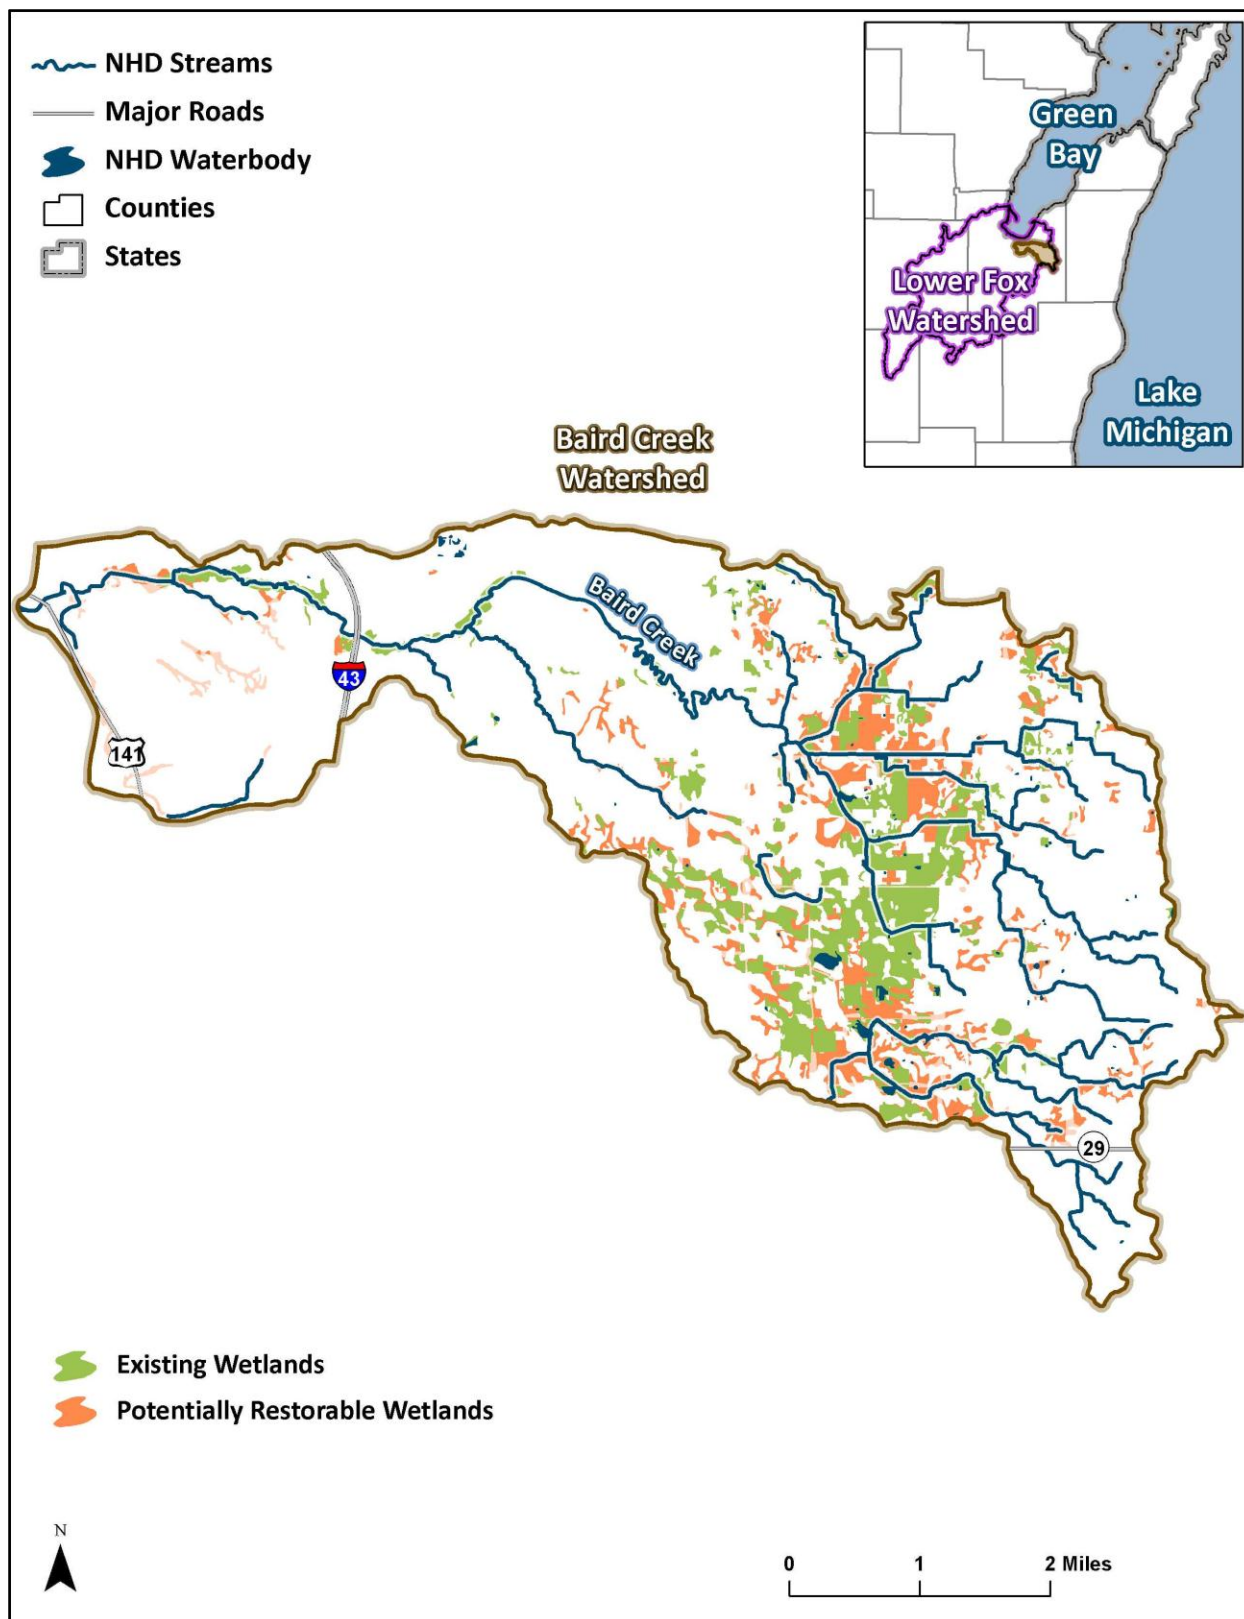 NHD Streams
Major Roads
NHD Waterbody
Counties
States
Green
Bay
Lower Fox
Watershed
Lake
Michigan
Baird Creek
Watershed
Baird Creek
43
141
29
Existing Wetlands
Potentially Restorable Wetlands
N
0 1 2 Miles